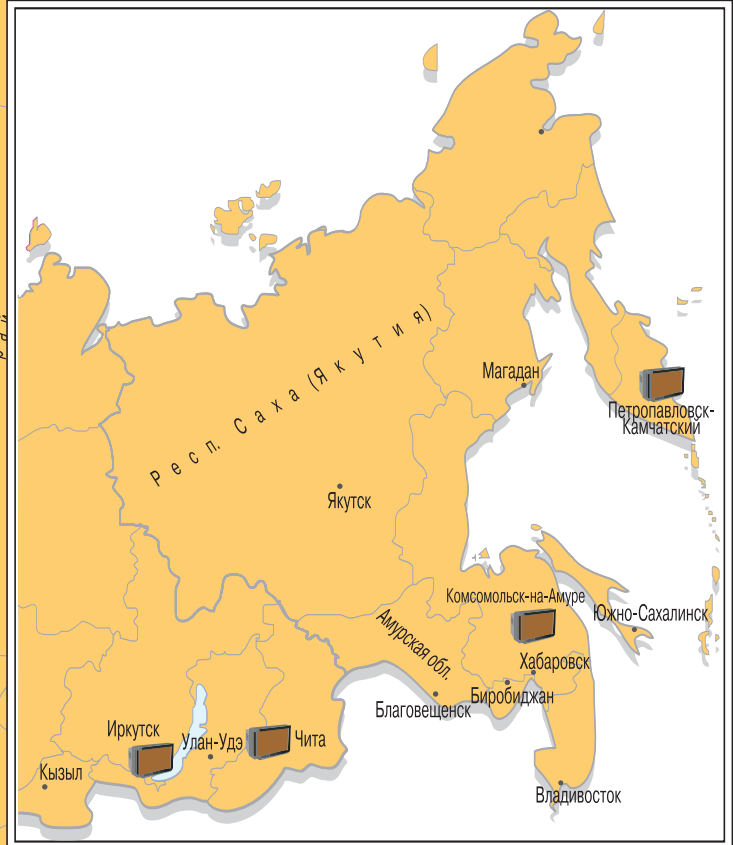 рай
Респ. Саха (Якутия)
Магадан
Петропавловск-
Камчатский
Якутск
Комсомольск-на-Амуре
Южно-Сахалинск
Амурская обл.
Хабаровск
Биробиджан
Благовещенск
Иркутск
Улан-Удэ
Чита
Кызыл
Владивосток